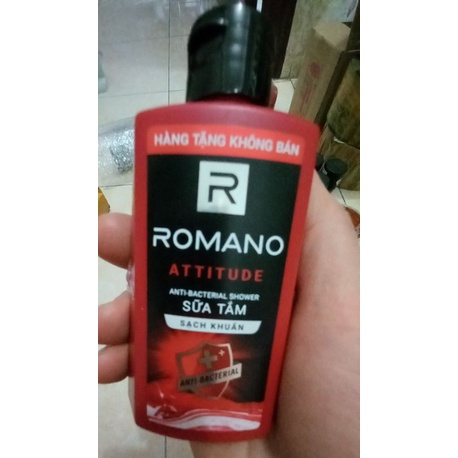 HÀNG TẶNG KHÔNG BÁN
R
ROMANO
ATTITUDE
ANTI-BACTERIAL SHOWER
SỮA TẮM
SẠCH KHUẨN
ANTI-BACTERIAL